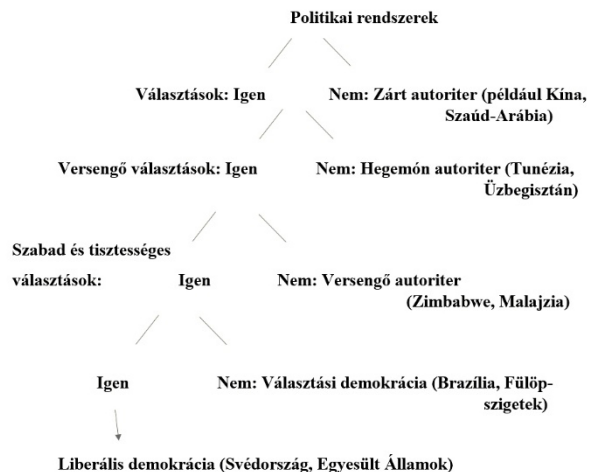 Politikai rendszerek
Választások: Igen
Nem: Zárt autoriter (például Kína,
Szaúd-Arábia)
Versengő választások: Igen
Nem: Hegemón autoriter (Tunézia,
Üzbegisztán)
Szabad és tisztességes
választások: Igen
Nem: Versengő autoriter
(Zimbabwe, Malajzia)
Igen
Nem: Választási demokrácia (Brazília, Fülöp-
szigetek)
Liberális demokrácia (Svédország, Egyesült Államok)